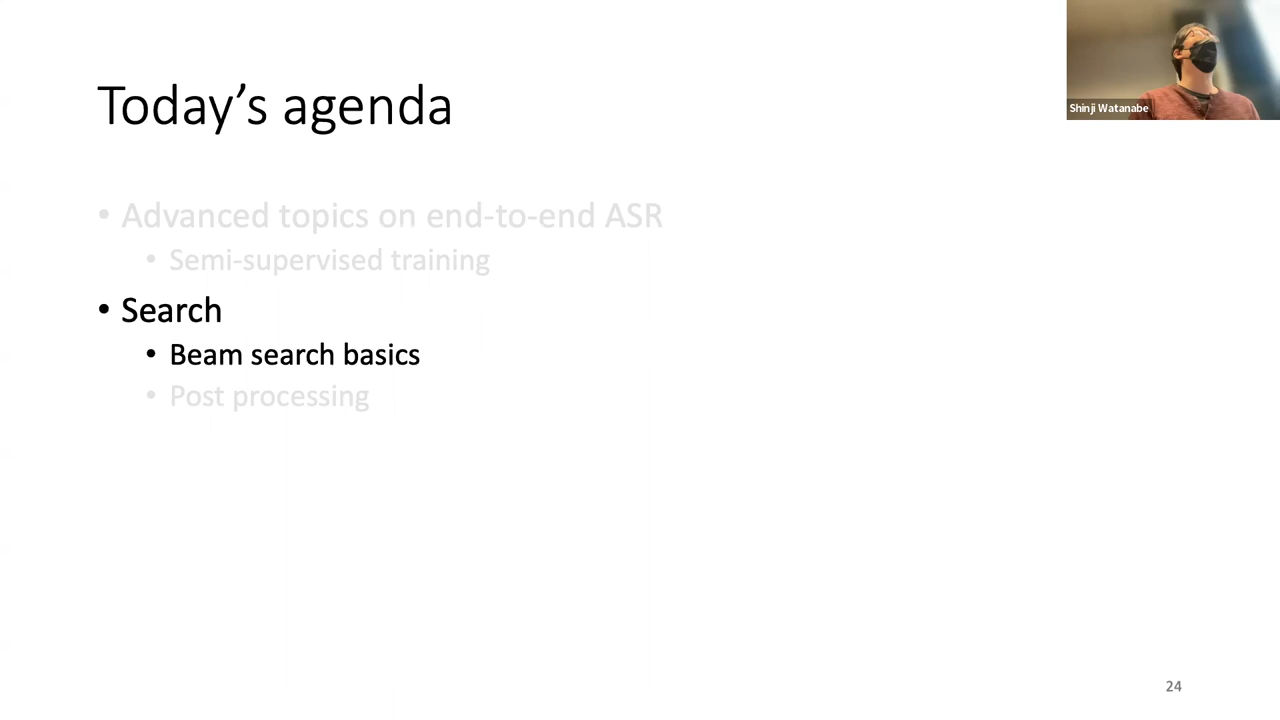 Today’s agenda
Shinji Watanabe
• Advanced topics on end-to-end ASR
• Semi-supervised training
• Search
• Beam search basics
• Post processing
24